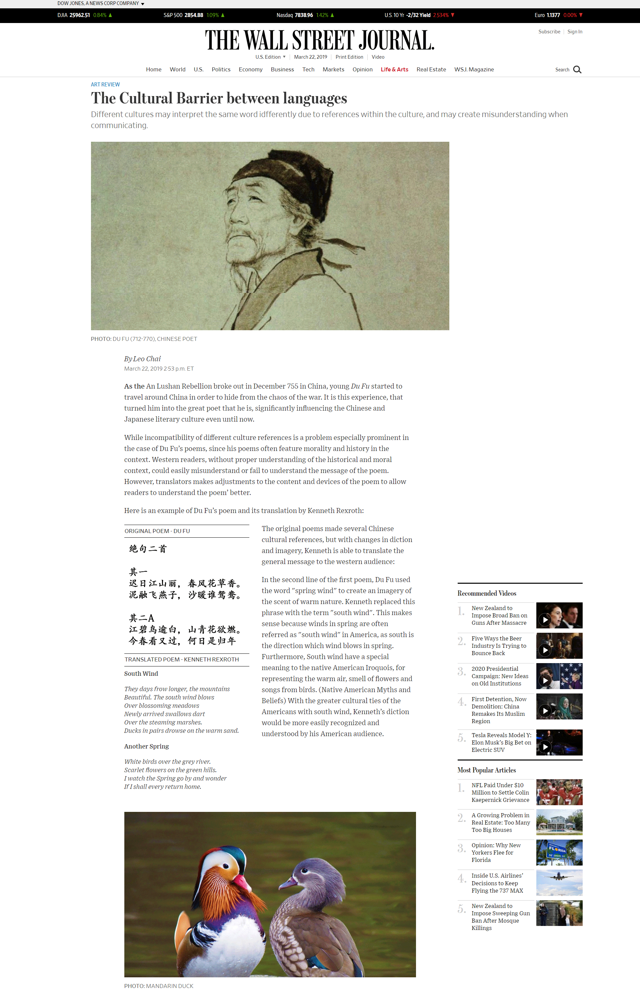 DOW JONES, A NEWS CORP COMPANY
DJIA 25962.51 0.84% S&P 500 2854.88 1.09% Nasdaq 7838.96 1.42% U.S. 10 Yr -2/32 Yield 2.534% Euro 1.1377 0.00%
Subscribe Sign In
THE WALL STREET JOURNAL.
U.S. Edition March 22, 2019 Print Edition Video
Home World U.S. Politics Economy Business Tech Markets Opinion Life & Arts Real Estate WSJ. Magazine Search
ART REVIEW
The Cultural Barrier between languages
Different cultures may interpret the same word idfferently due to references within the culture, and may create misunderstanding when
communicating.
PHOTO: DU FU (712-770), CHINESE POET
By Leo Chai
March 22, 2019 2:53 p.m. ET
As the An Lushan Rebellion broke out in December 755 in China, young Du Fu started to
travel around China in order to hide from the chaos of the war. It is this experience, that
turned him into the great poet that he is, significantly influencing the Chinese and
Japanese literary culture even until now.
While incompatibility of different culture references is a problem especially prominent in
the case of Du Fu's poems, since his poems often feature morality and history in the
context. Western readers, without proper understanding of the historical and moral
context, could easily misunderstand or fail to understand the message of the poem.
However, translators makes adjustments to the content and devices of the poem to allow
readers to understand the poem' better.
Here is an example of Du Fu's poem and its translation by Kenneth Rexroth:
ORIGINAL POEM - DU FU
绝句二首
其一
迟日江山丽，春风花草香。
泥融飞燕子，沙暖谁鸳鸯。
其二A
江碧鸟逾白，山青花欲燃。
今春看又过，何日是归年
TRANSLATED POEM - KENNETH REXROTH
South Wind
They days frow longer, the mountains
Beautiful. The south wind blows
Over blossoming meadows
Newly arrived swallows dart
Over the steaming marshes.
Ducks in pairs drowse on the warm sand.
Another Spring
White birds over the grey river.
Scarlet flowers on the green hills.
I watch the Spring go by and wonder
If I shall every return home.
The original poems made several Chinese
cultural references, but with changes in diction
and imagery, Kenneth is able to translate the
general message to the western audience:
In the second line of the first poem, Du Fu used
the word "spring wind" to create an imagery of
the scent of warm nature. Kenneth replaced this
phrase with the term "south wind". This makes
sense because winds in spring are often
referred as "south wind" in America, as south is
the direction which wind blows in spring.
Furthermore, South wind have a special
meaning to the native American Iroquois, for
representing the warm air, smell of flowers and
songs from birds. (Native American Myths and
Beliefs) With the greater cultural ties of the
Americans with south wind, Kenneth's diction
would be more easily recognized and
understood by his American audience.
PHOTO: MANDARIN DUCK
Recommended Videos
1. New Zealand to
Impose Broad Ban on
Guns After Massacre
2. Five Ways the Beer
Industry Is Trying to
Bounce Back
3. 2020 Presidential
Campaign: New Ideas
on Old Institutions
4. First Detention, Now
Demolition: China
Remakes Its Muslim
Region
5. Tesla Reveals Model Y:
Elon Musk's Big Bet on
Electric SUV
Most Popular Articles
1. NFL Paid Under $10
Million to Settle Colin
Kaepernick Grievance
2. A Growing Problem in
Real Estate: Too Many
Too Big Houses
3. Opinion: Why New
Yorkers Flee for
Florida
Welcome to
FLORIDA
THE SUNSHINE STATE
4. Inside U.S. Airlines'
Decisions to Keep
Flying the 737 MAX
5. New Zealand to
Impose Sweeping Gun
Ban After Mosque
Killings